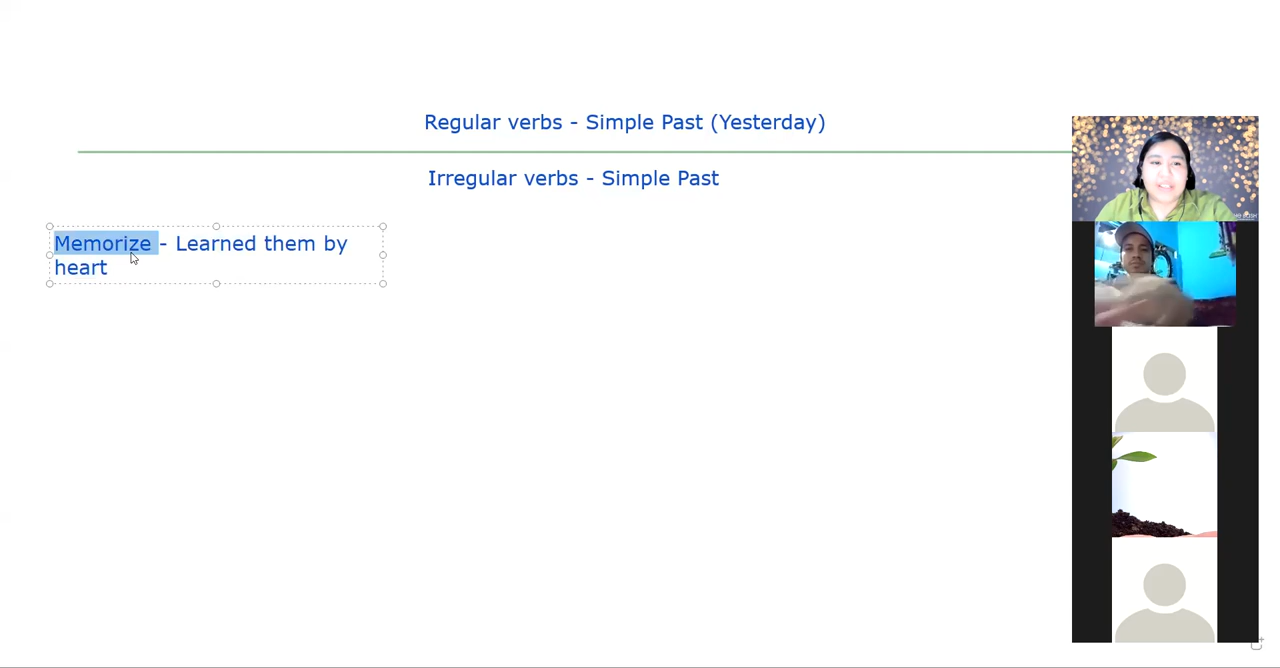 Regular verbs - Simple Past (Yesterday)
Irregular verbs - Simple Past
Memorize - Learned them by
heart